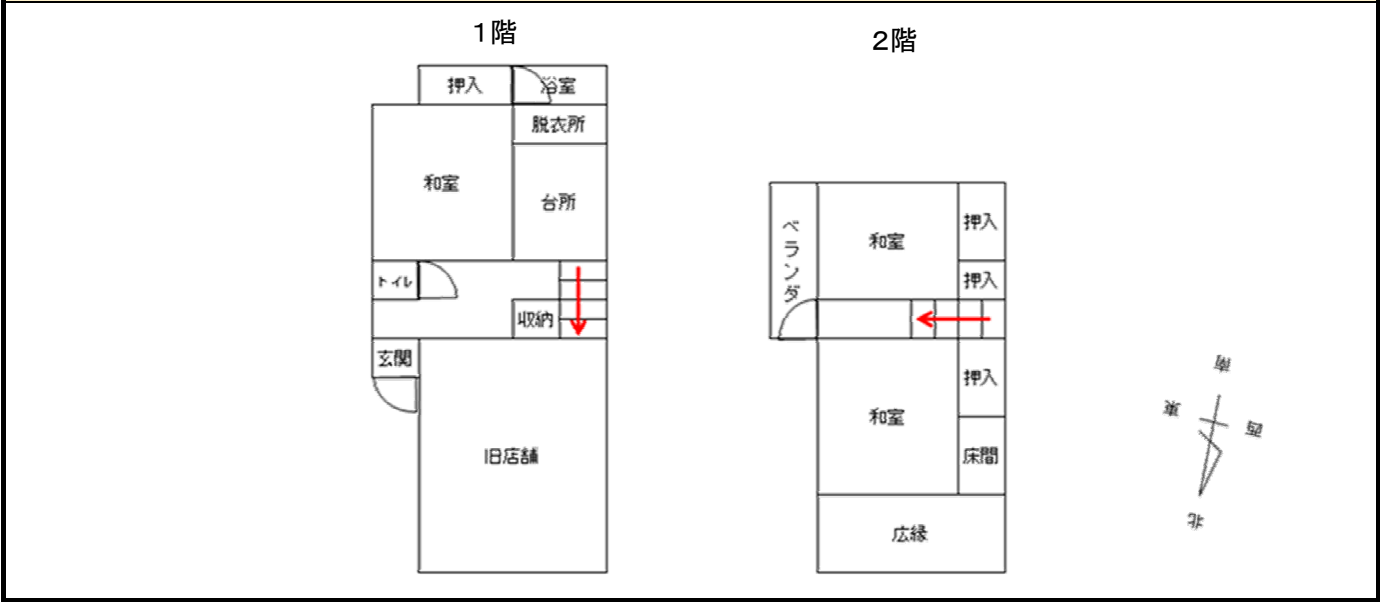 1階
押入
浴室
脱衣所
和室
台所
トイレ
収納
玄関
旧店舗
2階
ベランダ
和室
押入
押入
押入
和室
床間
広縁
南
東
西
北